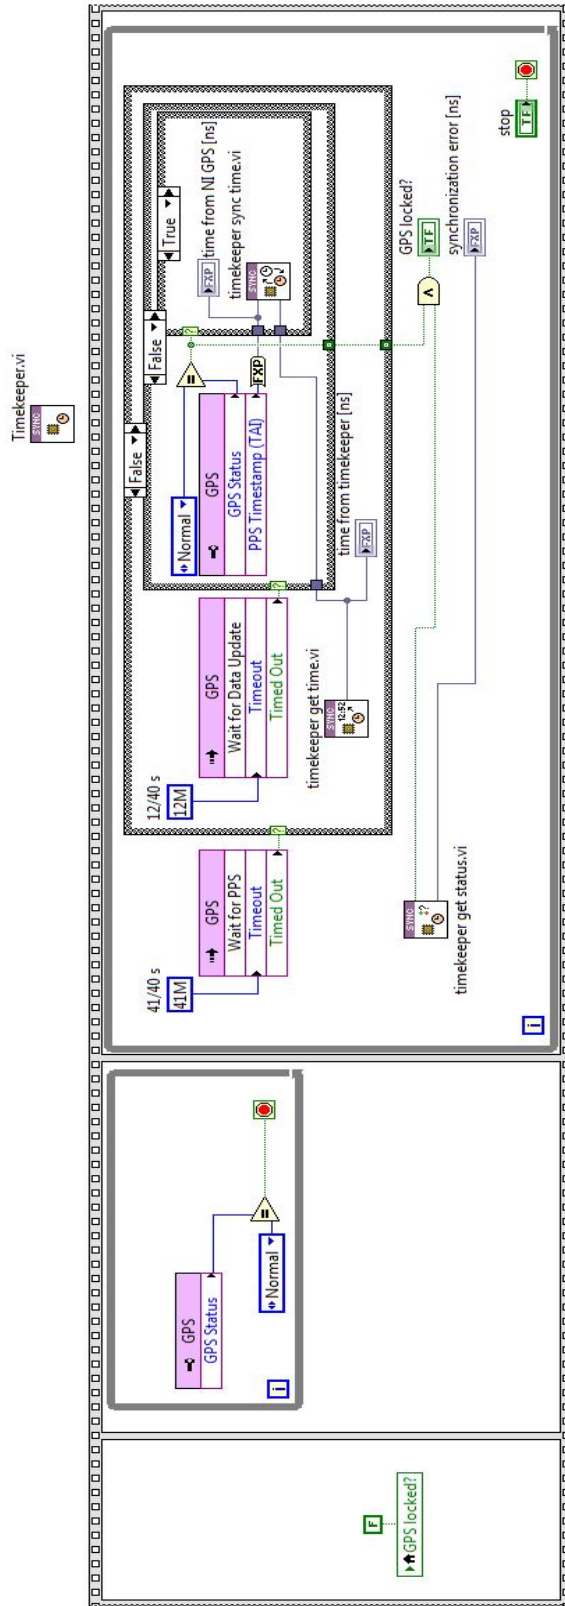 Timekeeper.vi
SYNC
F
GPS locked?
GPS
GPS Status
Normal
=
i
41/40 s
41M
GPS
Wait for PPS
Timeout
Timed Out
False
12/40 s
12M
GPS
Wait for Data Update
Timeout
Timed Out
False
Normal
=
GPS
GPS Status
PPS Timestamp (TAI)
FXP
True
time from NI GPS [ns]
FXP
timekeeper sync time.vi
SYNC
timekeeper get time.vi
SYNC
12:52
time from timekeeper [ns]
FXP
timekeeper get status.vi
SYNC
GPS locked?
TF
synchronization error [ns]
FXP
stop
TF
i